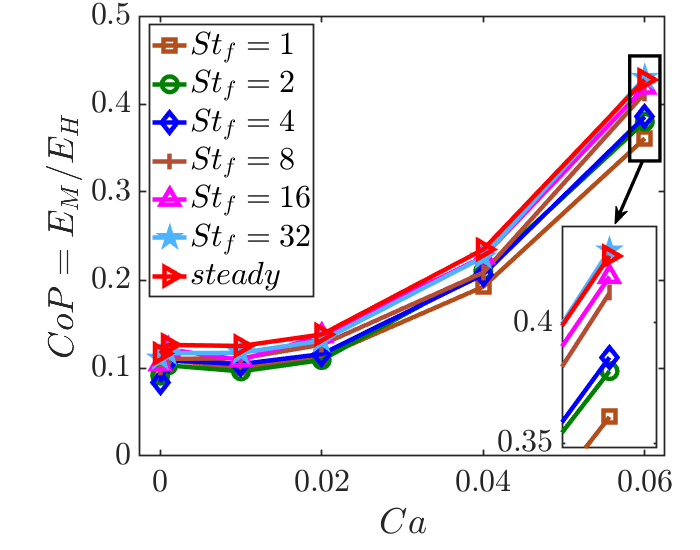 0.5
0.4
0.3
0.2
0.1
0
CoP = E_M/E_H
St_f = 1
St_f = 2
St_f = 4
St_f = 8
St_f = 16
St_f = 32
steady
0.4
0.35
0
0.02
0.04
0.06
Ca